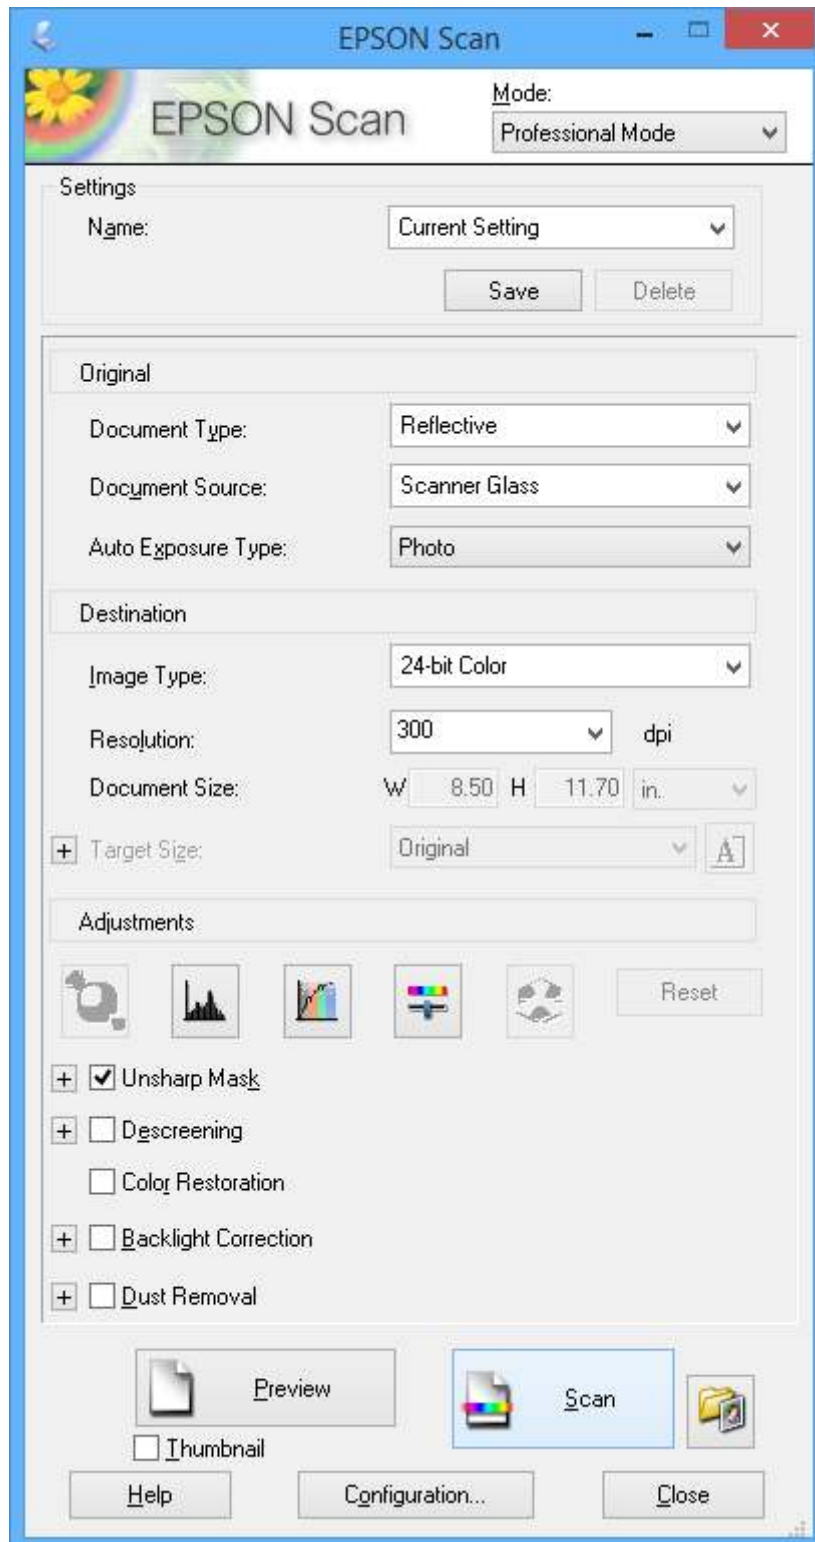 EPSON Scan
EPSON Scan
Mode:
Professional Mode
Settings
Name: Current Setting
Save Delete
Original
Document Type: Reflective
Document Source: Scanner Glass
Auto Exposure Type: Photo
Destination
Image Type: 24-bit Color
Resolution: 300 dpi
Document Size: W 8.50 H 11.70 in.
+ Target Size: Original A
Adjustments
Reset
+ Unsharp Mask
+ Descreening
Color Restoration
+ Backlight Correction
+ Dust Removal
Preview Scan
Thumbnail
Help Configuration... Close